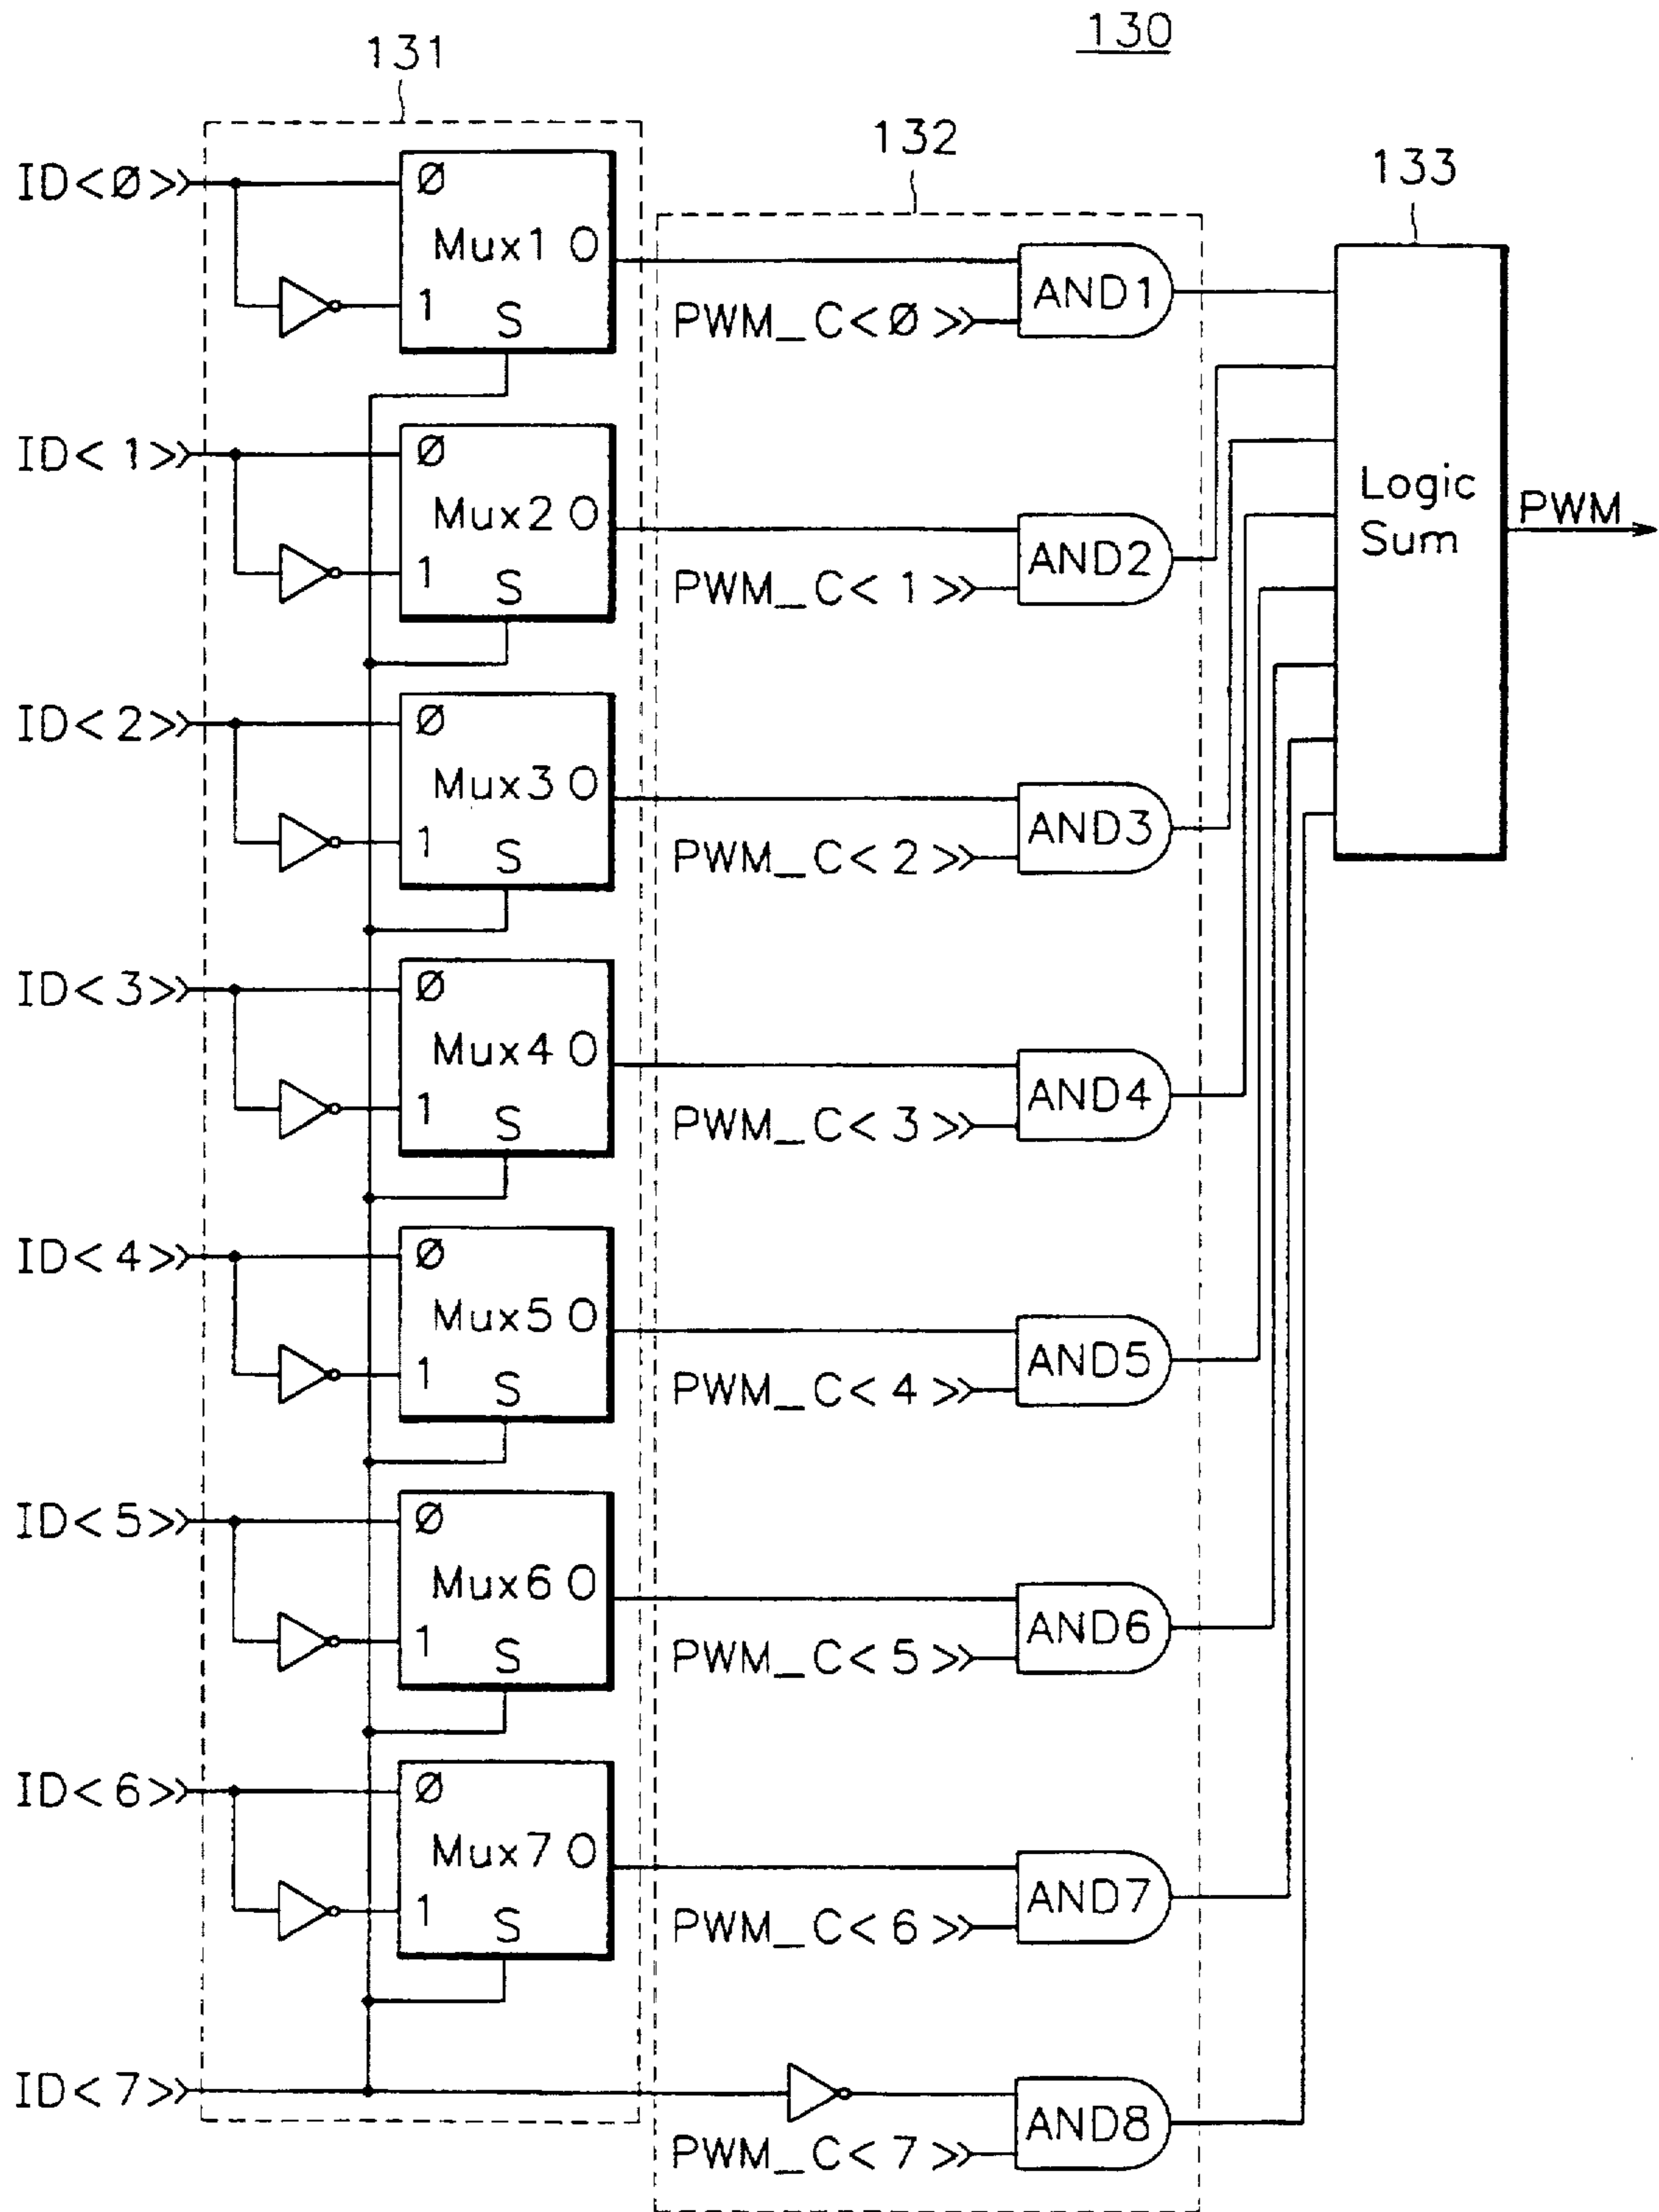 130
131
132
133
ID<Ø>
Ø
Mux1 O
1
S
PWM_C<Ø>
AND1
ID<1>
Ø
Mux2 O
1
S
PWM_C<1>
AND2
Logic
Sum
PWM
ID<2>
Ø
Mux3 O
1
S
PWM_C<2>
AND3
ID<3>
Ø
Mux4 O
1
S
PWM_C<3>
AND4
ID<4>
Ø
Mux5 O
1
S
PWM_C<4>
AND5
ID<5>
Ø
Mux6 O
1
S
PWM_C<5>
AND6
ID<6>
Ø
Mux7 O
1
S
PWM_C<6>
AND7
ID<7>
PWM_C<7>
AND8